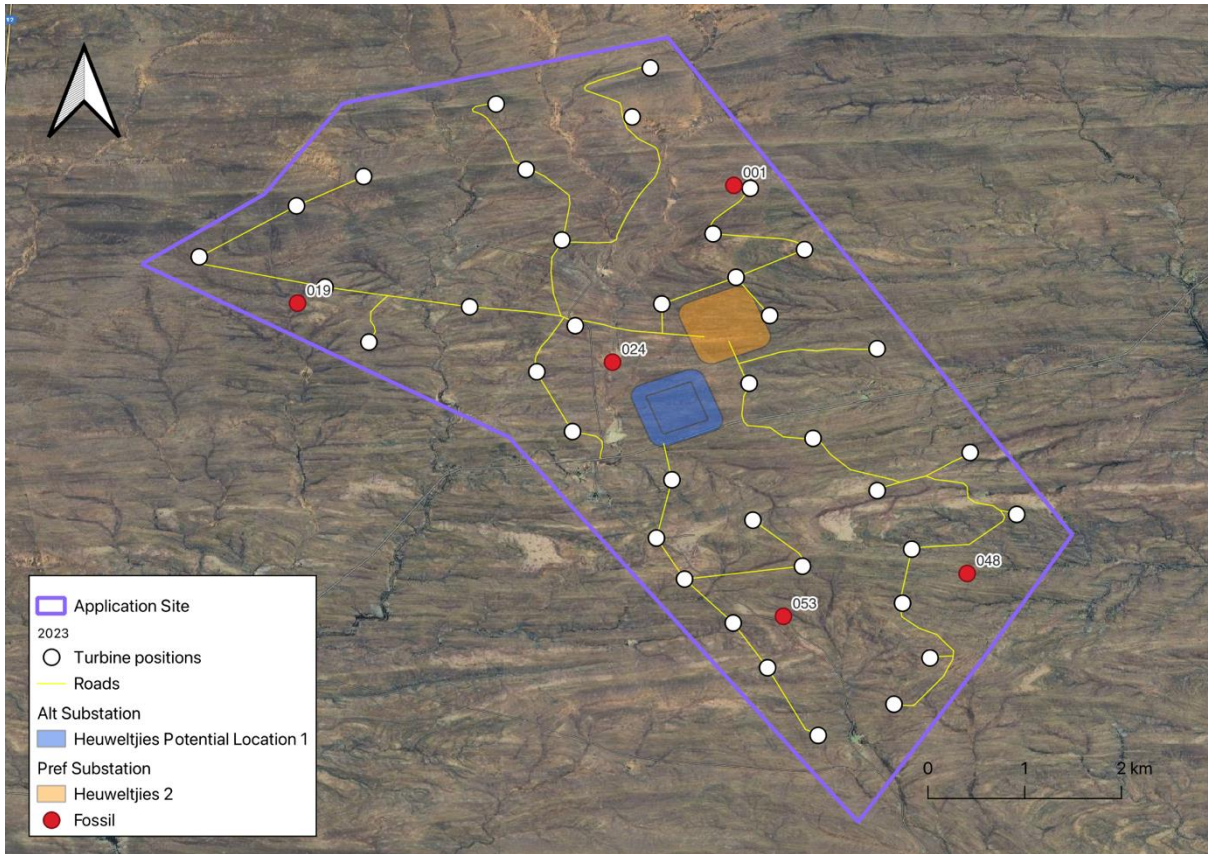 001
019
024
048
053
Application Site
2023
Turbine positions
Roads
Alt Substation
Heuweltjies Potential Location 1
Pref Substation
Heuweltjies 2
Fossil
0 1 2 km